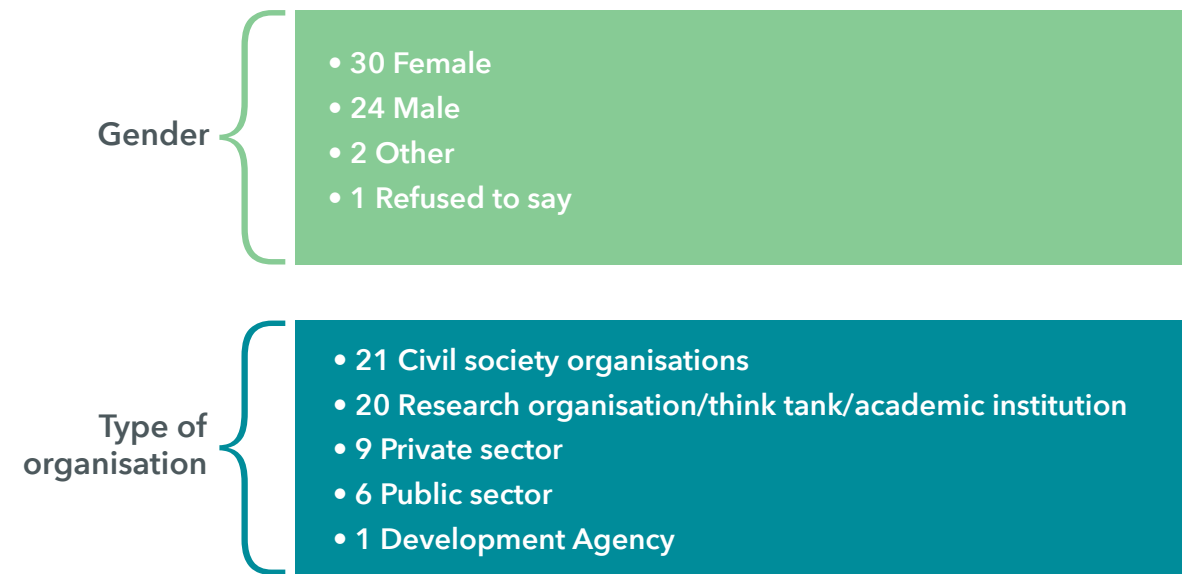 Gender
• 30 Female
• 24 Male
• 2 Other
• 1 Refused to say
Type of
organisation
• 21 Civil society organisations
• 20 Research organisation/think tank/academic institution
• 9 Private sector
• 6 Public sector
• 1 Development Agency